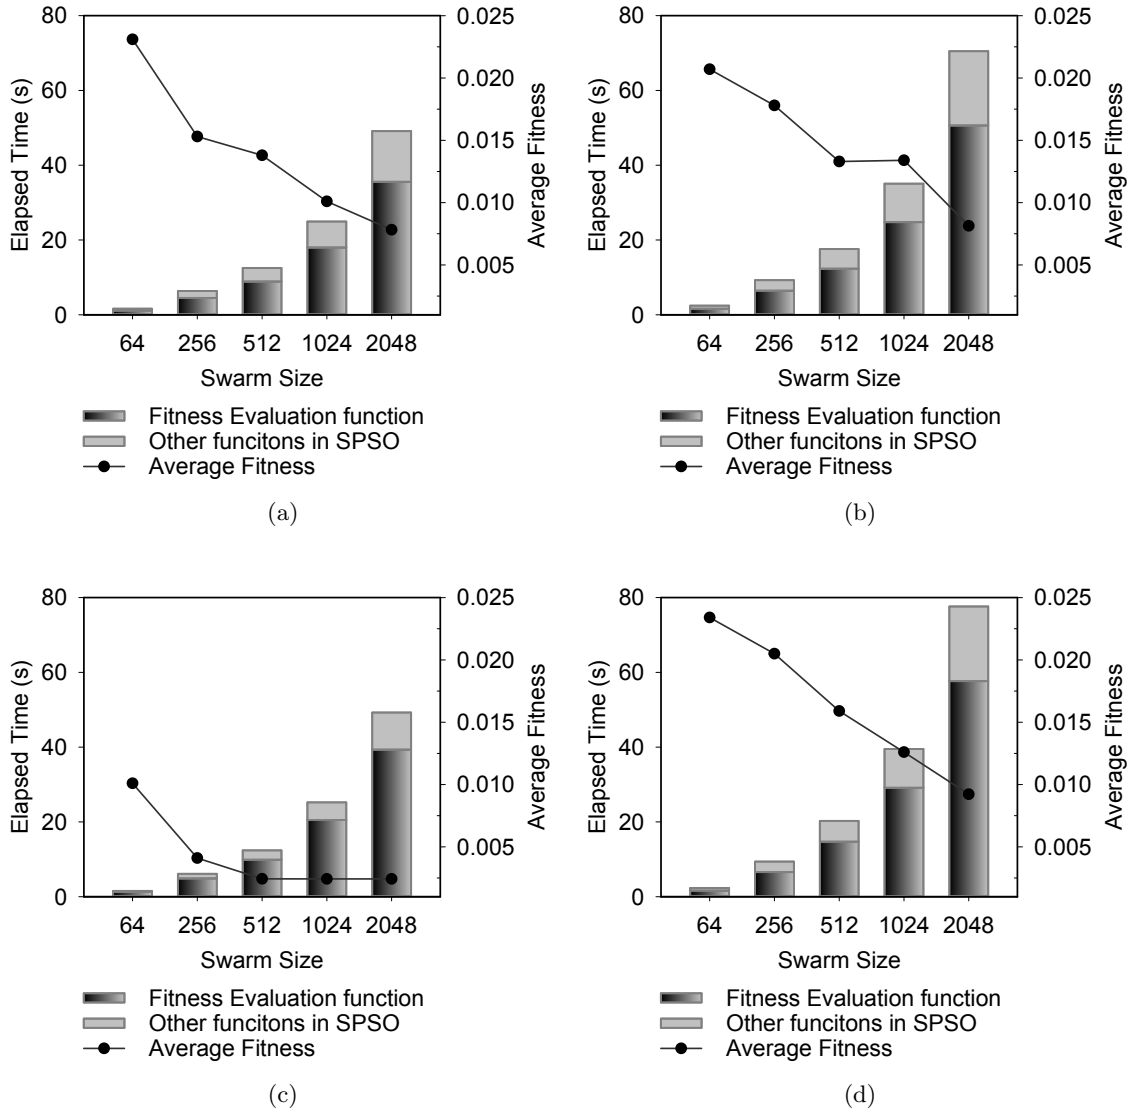 80
60
40
20
0
Elapsed Time (s)
0.025
0.020
0.015
0.010
0.005
Average Fitness
64 256 512 1024 2048
Swarm Size
Fitness Evaluation function
Other funcitons in SPSO
Average Fitness
(a)
80
60
40
20
0
Elapsed Time (s)
0.025
0.020
0.015
0.010
0.005
Average Fitness
64 256 512 1024 2048
Swarm Size
Fitness Evaluation function
Other funcitons in SPSO
Average Fitness
(b)
80
60
40
20
0
Elapsed Time (s)
0.025
0.020
0.015
0.010
0.005
Average Fitness
64 256 512 1024 2048
Swarm Size
Fitness Evaluation function
Other funcitons in SPSO
Average Fitness
(c)
80
60
40
20
0
Elapsed Time (s)
0.025
0.020
0.015
0.010
0.005
Average Fitness
64 256 512 1024 2048
Swarm Size
Fitness Evaluation function
Other funcitons in SPSO
Average Fitness
(d)